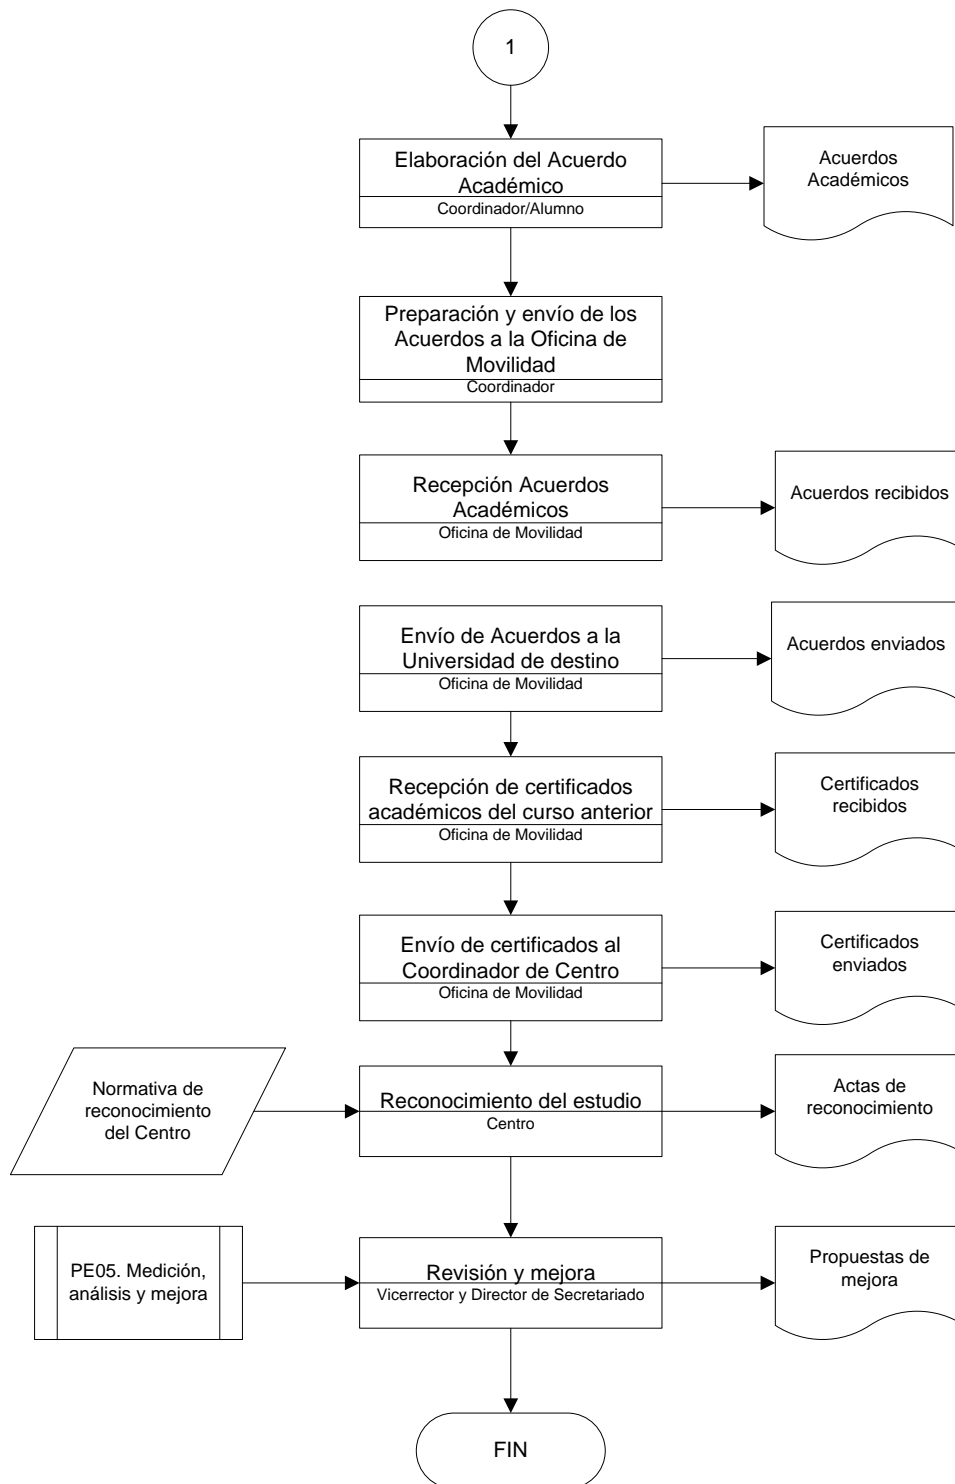 1
Elaboración del Acuerdo
Académico
Coordinador/Alumno
Acuerdos
Académicos
Preparación y envío de los
Acuerdos a la Oficina de
Movilidad
Coordinador
Recepción Acuerdos
Académicos
Oficina de Movilidad
Acuerdos recibidos
Envío de Acuerdos a la
Universidad de destino
Oficina de Movilidad
Acuerdos enviados
Recepción de certificados
académicos del curso anterior
Oficina de Movilidad
Certificados
recibidos
Envío de certificados al
Coordinador de Centro
Oficina de Movilidad
Certificados
enviados
Normativa de
reconocimiento
del Centro
Reconocimiento del estudio
Centro
Actas de
reconocimiento
PE05. Medición,
análisis y mejora
Revisión y mejora
Vicerrector y Director de Secretariado
Propuestas de
mejora
FIN